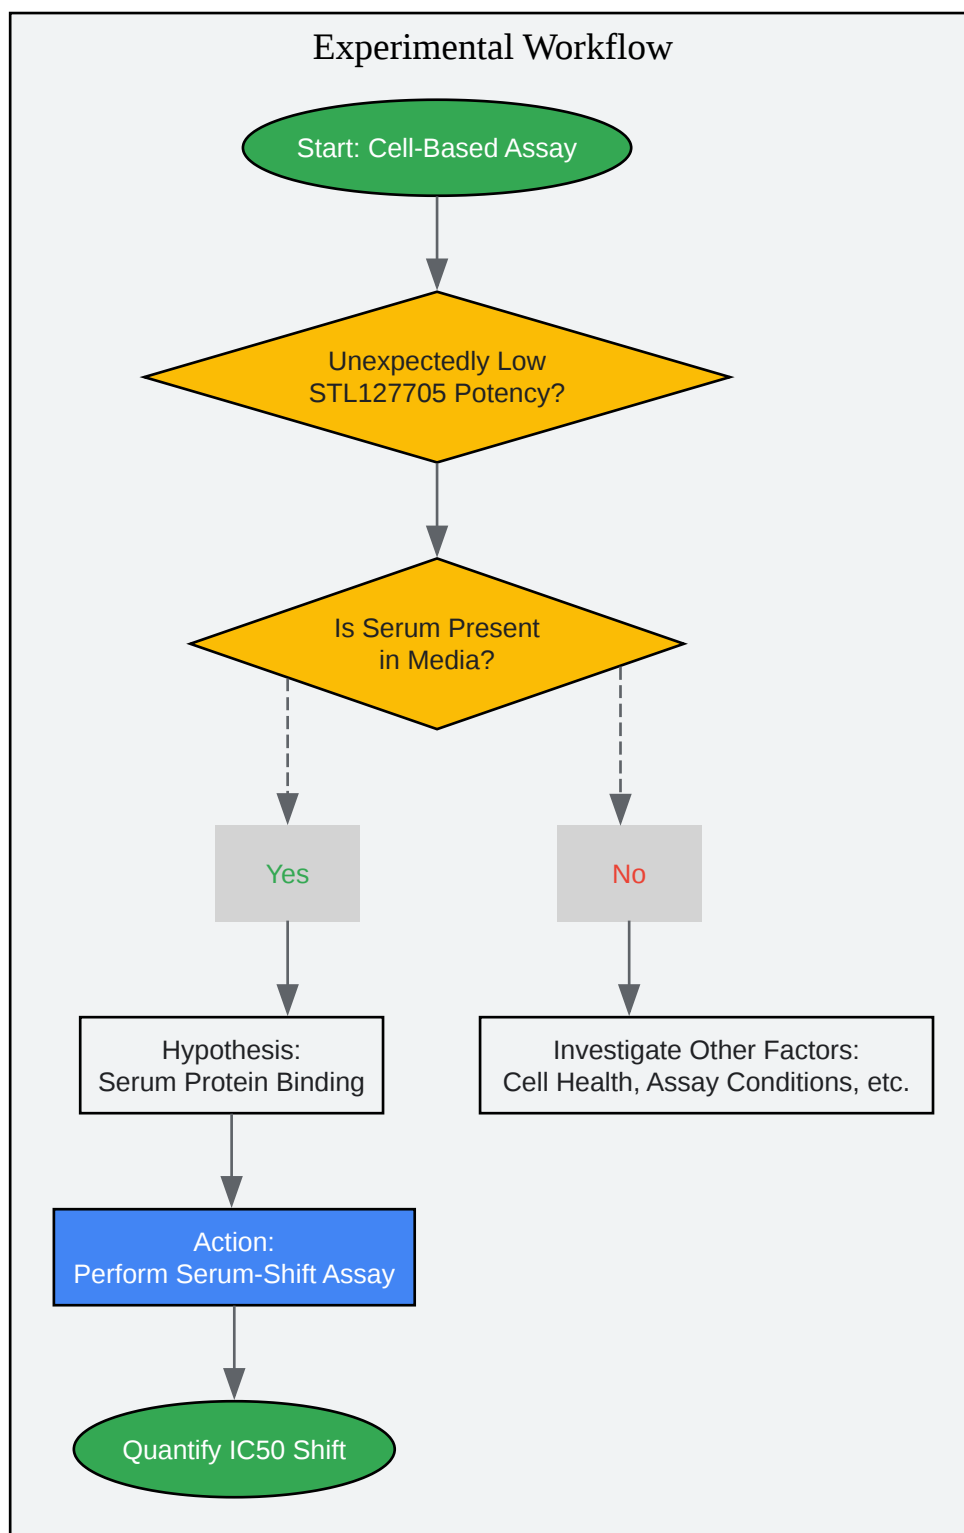 Experimental Workflow
Start: Cell-Based Assay
Unexpectedly Low
STL127705 Potency?
Is Serum Present
in Media?
Yes
No
Hypothesis:
Serum Protein Binding
Investigate Other Factors:
Cell Health, Assay Conditions, etc.
Action:
Perform Serum-Shift Assay
Quantify IC50 Shift